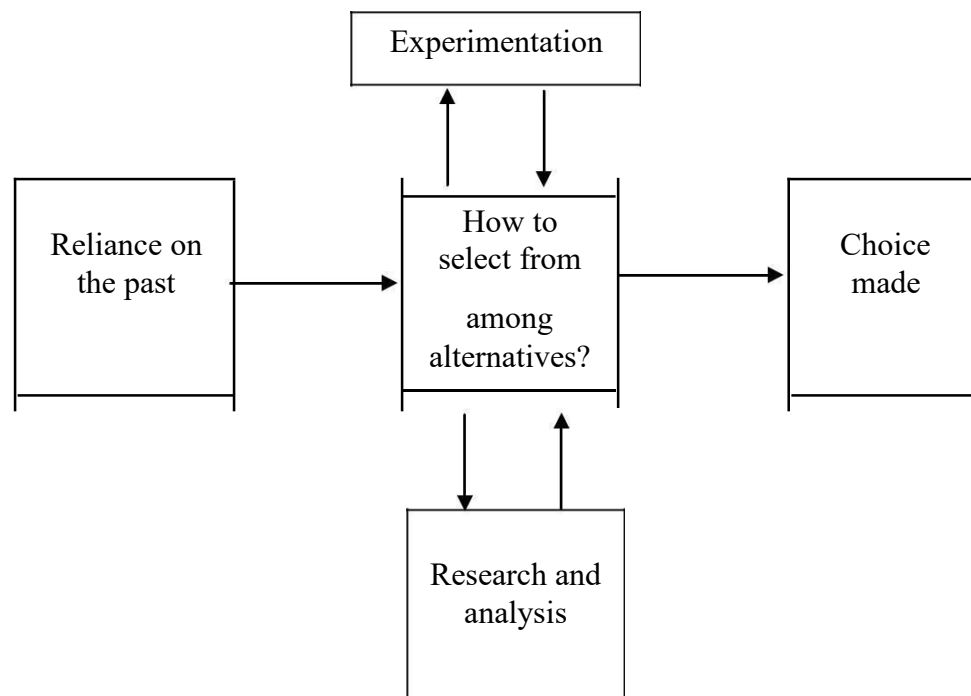 Experimentation
Reliance on
the past
How to
select from
among
alternatives?
Choice
made
Research and
analysis